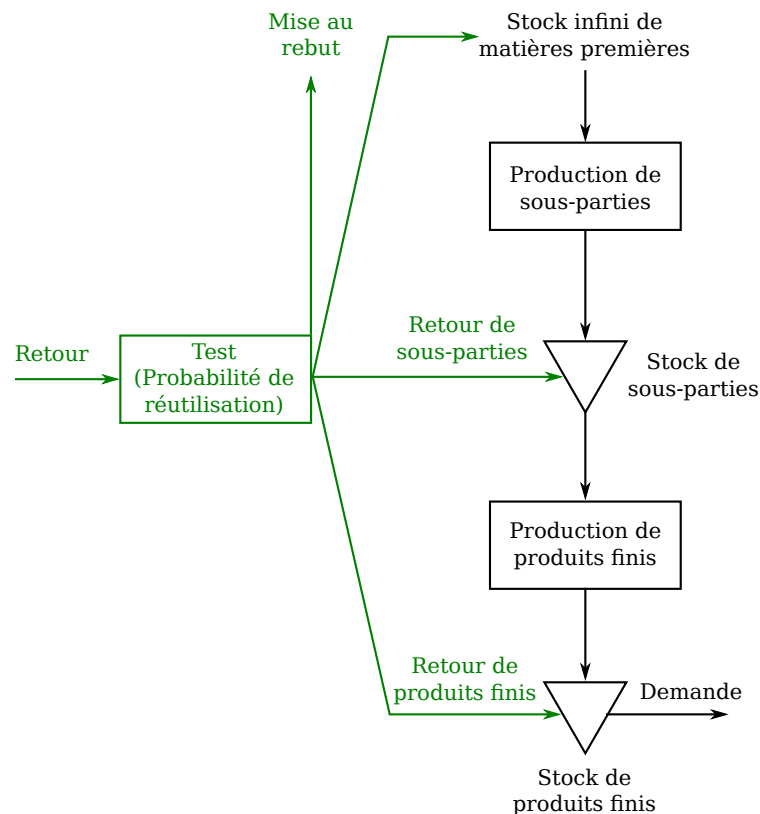 Mise au
rebut
Stock infini de
matières premières
Production de
sous-parties
Retour de
sous-parties
Retour
Test
(Probabilité de
réutilisation)
Stock de
sous-parties
Production de
produits finis
Retour de
produits finis
Demande
Stock de
produits finis